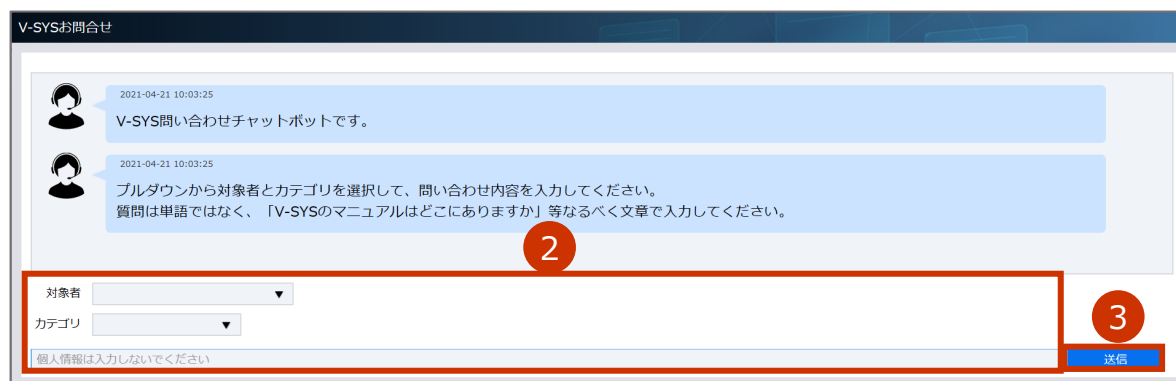 V-SYSお問合せ
2021-04-21 10:03:25
V-SYS問い合わせチャットボットです。
2021-04-21 10:03:25
プルダウンから対象者とカテゴリを選択して、問い合わせ内容を入力してください。
質問は単語ではなく、「V-SYSのマニュアルはどこにありますか」等なるべく文章で入力してください。
2
対象者
カテゴリ
3
個人情報は入力しないでください
送信